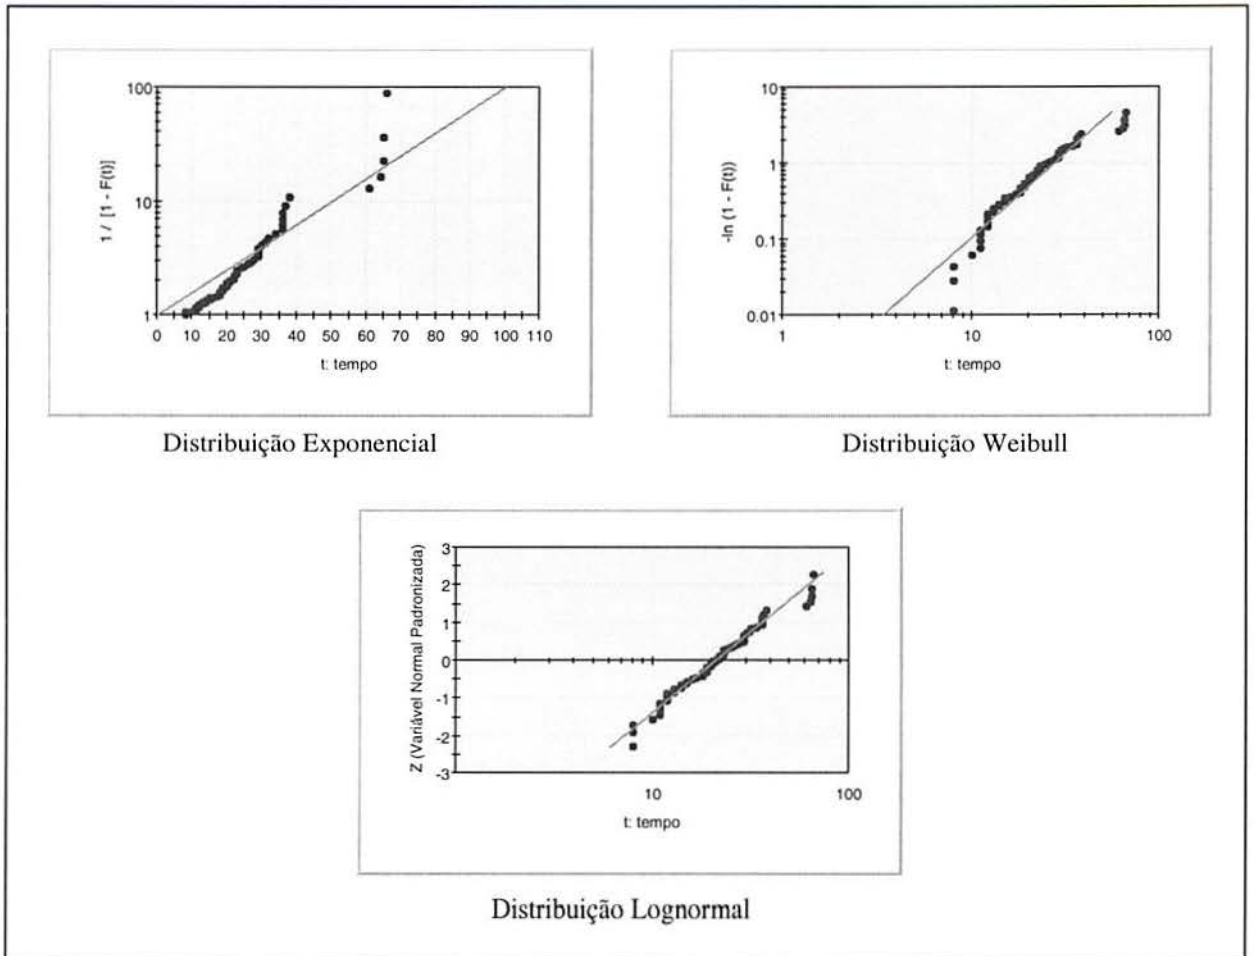 100
10
1
1 / [1 - F(t)]
0 10 20 30 40 50 60 70 80 90 100 110
t: tempo
Distribuição Exponencial
10
1
0.1
0.01
-ln (1 - F(t))
1 10 100
t: tempo
Distribuição Weibull
3
2
1
0
-1
-2
-3
Z (Variável Normal Padronizada)
10 100
t: tempo
Distribuição Lognormal